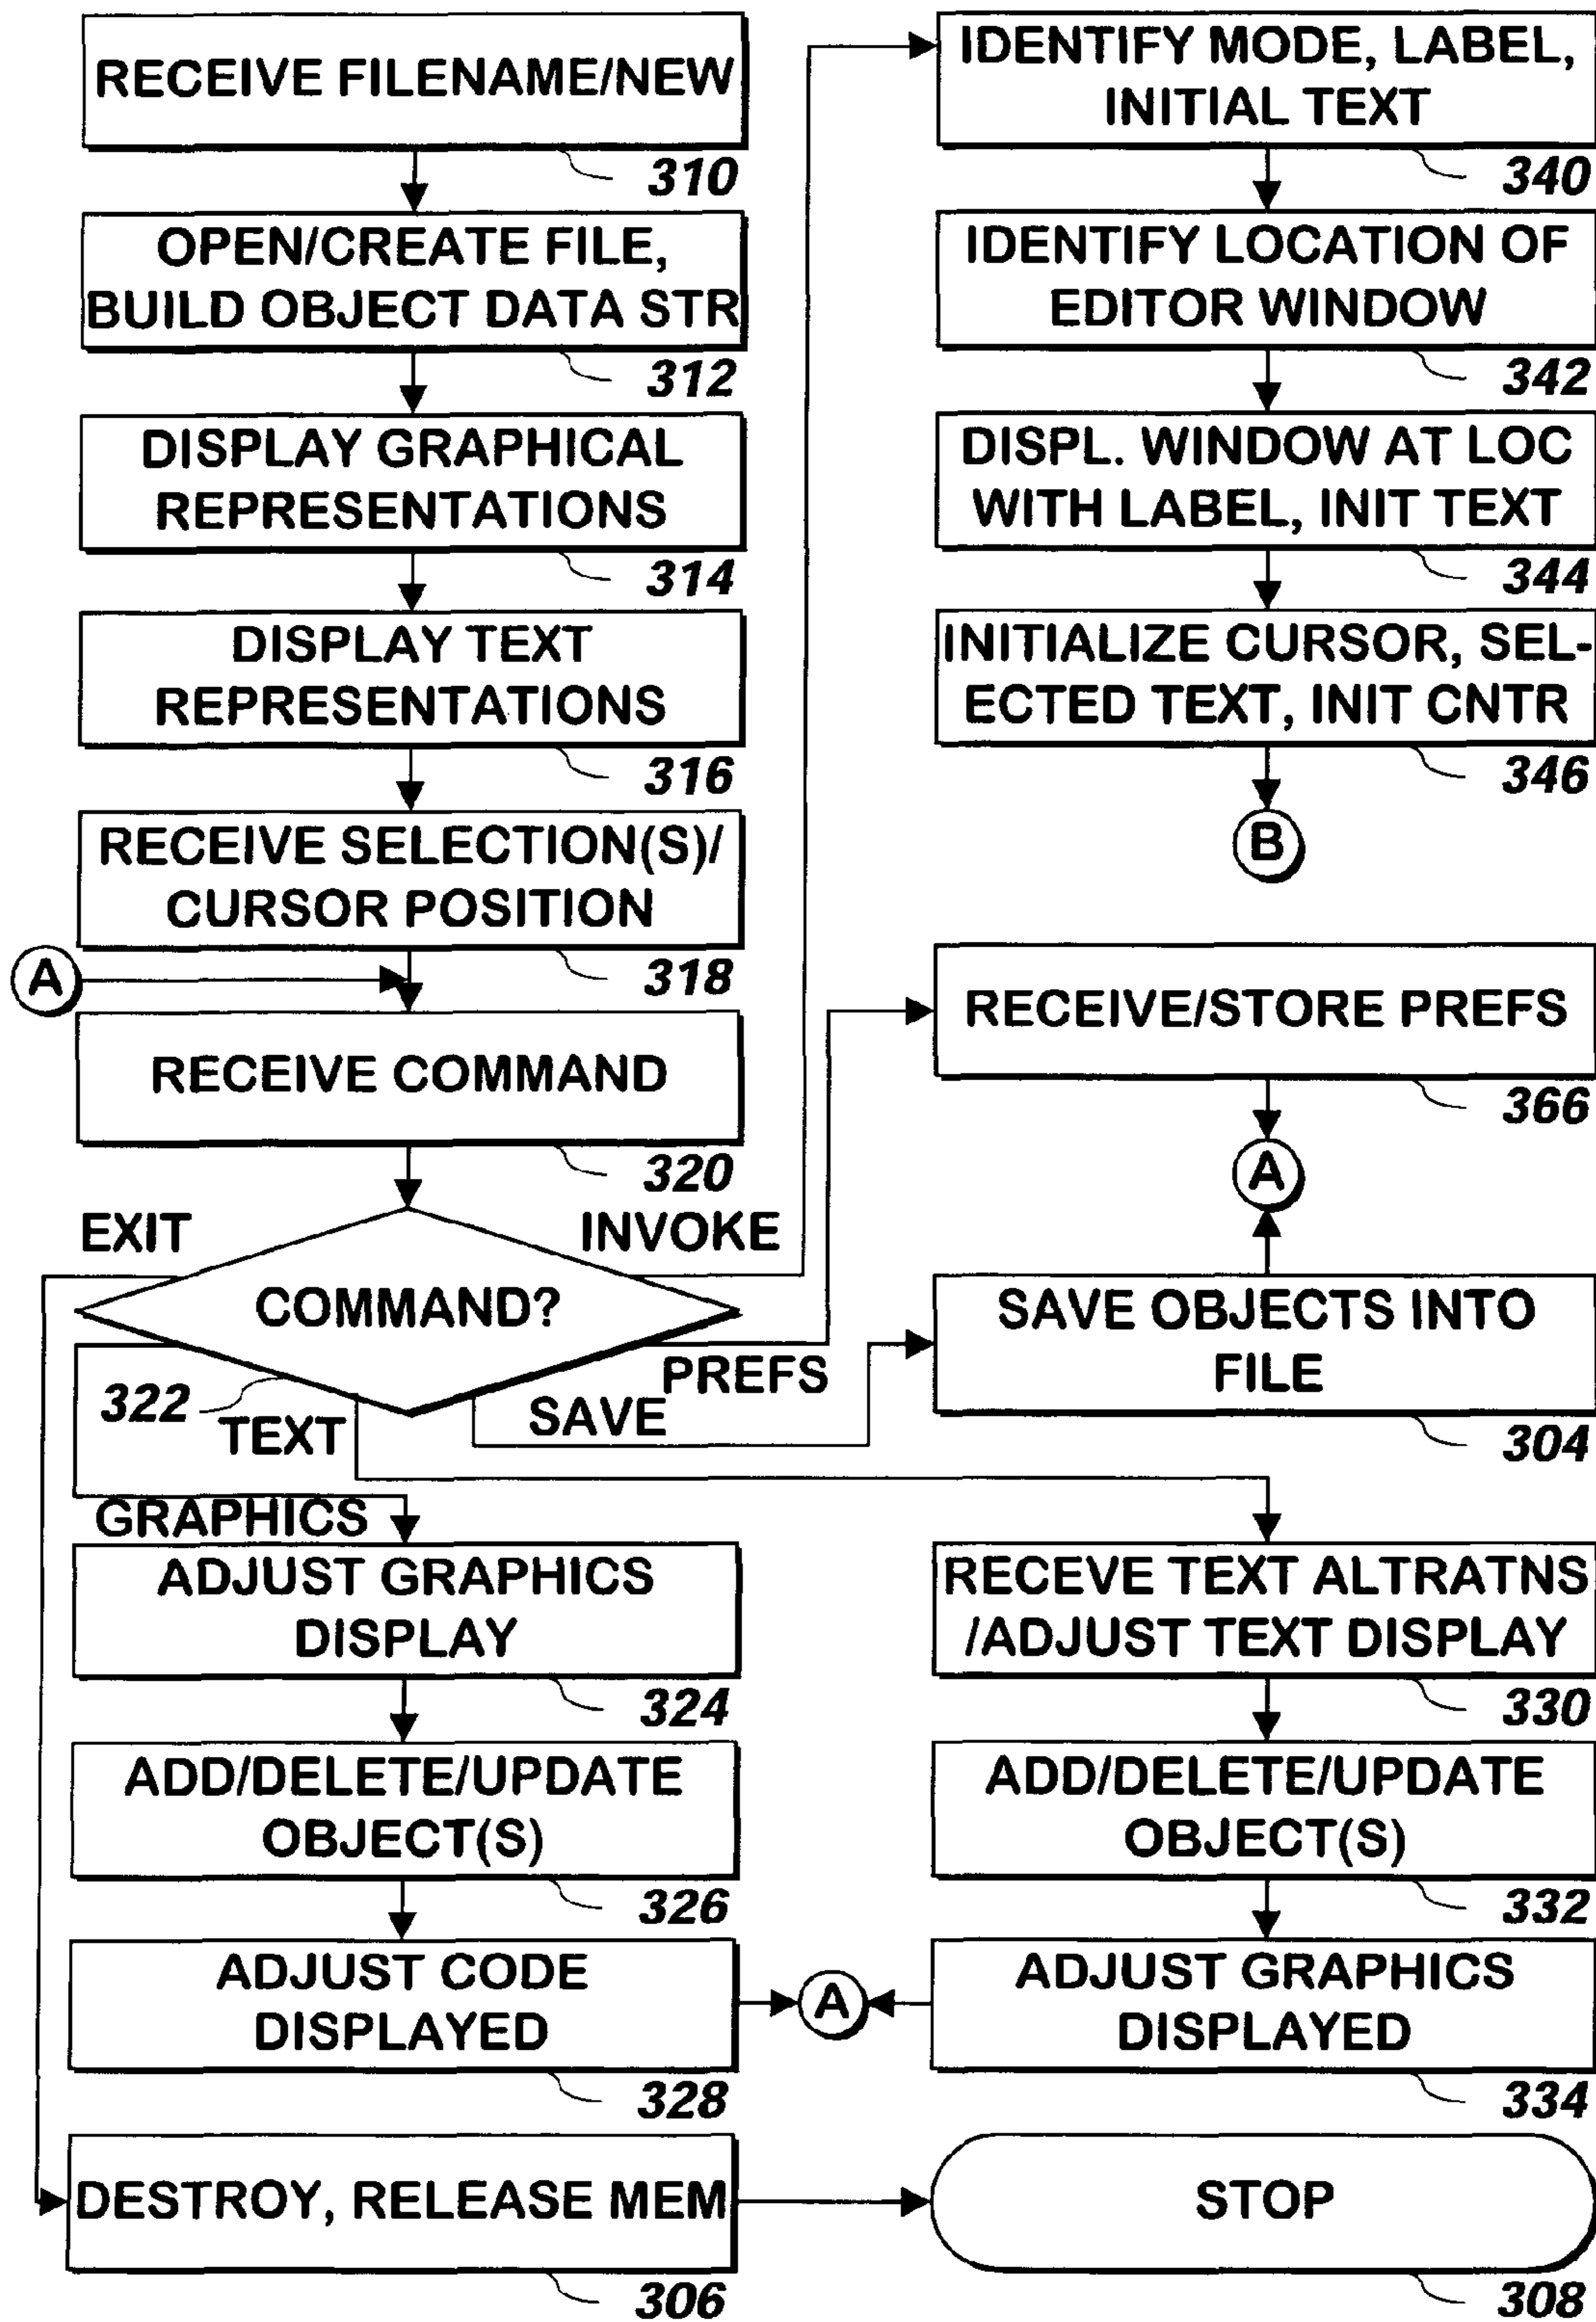 RECEIVE FILENAME/NEW
310
OPEN/CREATE FILE,
BUILD OBJECT DATA STR
312
DISPLAY GRAPHICAL
REPRESENTATIONS
314
DISPLAY TEXT
REPRESENTATIONS
316
RECEIVE SELECTION(S)/
CURSOR POSITION
318
A
RECEIVE COMMAND
320
EXIT
INVOKE
COMMAND?
322
PREFS
SAVE
TEXT
GRAPHICS
ADJUST GRAPHICS
DISPLAY
324
ADD/DELETE/UPDATE
OBJECT(S)
326
ADJUST CODE
DISPLAYED
328
A
DESTROY, RELEASE MEM
306
IDENTIFY MODE, LABEL,
INITIAL TEXT
340
IDENTIFY LOCATION OF
EDITOR WINDOW
342
DISPL. WINDOW AT LOC
WITH LABEL, INIT TEXT
344
INITIALIZE CURSOR, SEL-
ECTED TEXT, INIT CNTR
346
B
RECEIVE/STORE PREFS
366
A
SAVE OBJECTS INTO
FILE
304
RECEVE TEXT ALTRATNS
/ADJUST TEXT DISPLAY
330
ADD/DELETE/UPDATE
OBJECT(S)
332
ADJUST GRAPHICS
DISPLAYED
334
STOP
308